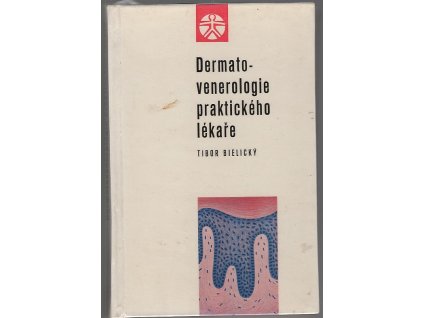 Dermato-
venerologie
praktického
lékaře
TIBOR BIELICKÝ